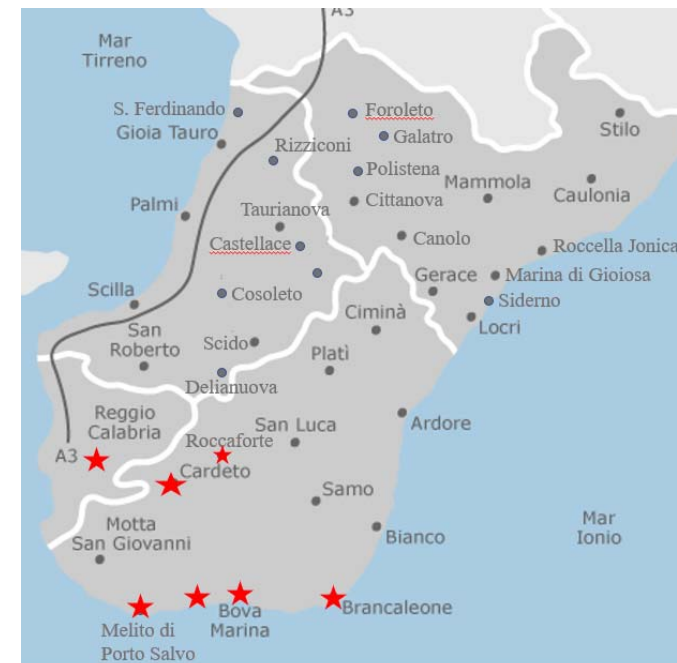 A3
Mar
Tirreno
S. Ferdinando
Foroleto
Gioia Tauro
Galatro
Stilo
Rizziconi
Polistena
Mammola
Caulonia
Palmi
Taurianova
Cittanova
Castellace
Canolo
Roccella Jonica
Gerace
Marina di Gioiosa
Scilla
Cosoleto
Siderno
Ciminà
Locri
San
Roberto
Scido
Platì
Delianuova
Reggio
Calabria
San Luca
Ardore
Roccaforte
A3
Cardeto
Samo
Motta
San Giovanni
Bianco
Mar
Ionio
Bova
Marina
Brancaleone
Melito di
Porto Salvo